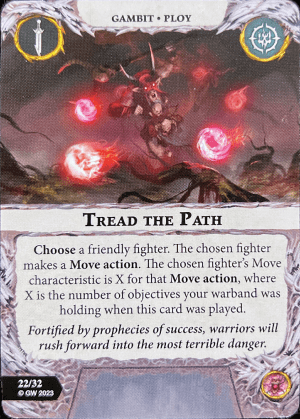 GAMBIT • PLOY
TREAD THE PATH
Choose a friendly fighter. The chosen fighter
makes a Move action. The chosen fighter's Move
characteristic is X for that Move action, where
X is the number of objectives your warband was
holding when this card was played.
Fortified by prophecies of success, warriors will
rush forward into the most terrible danger.
22/32
© GW 2023